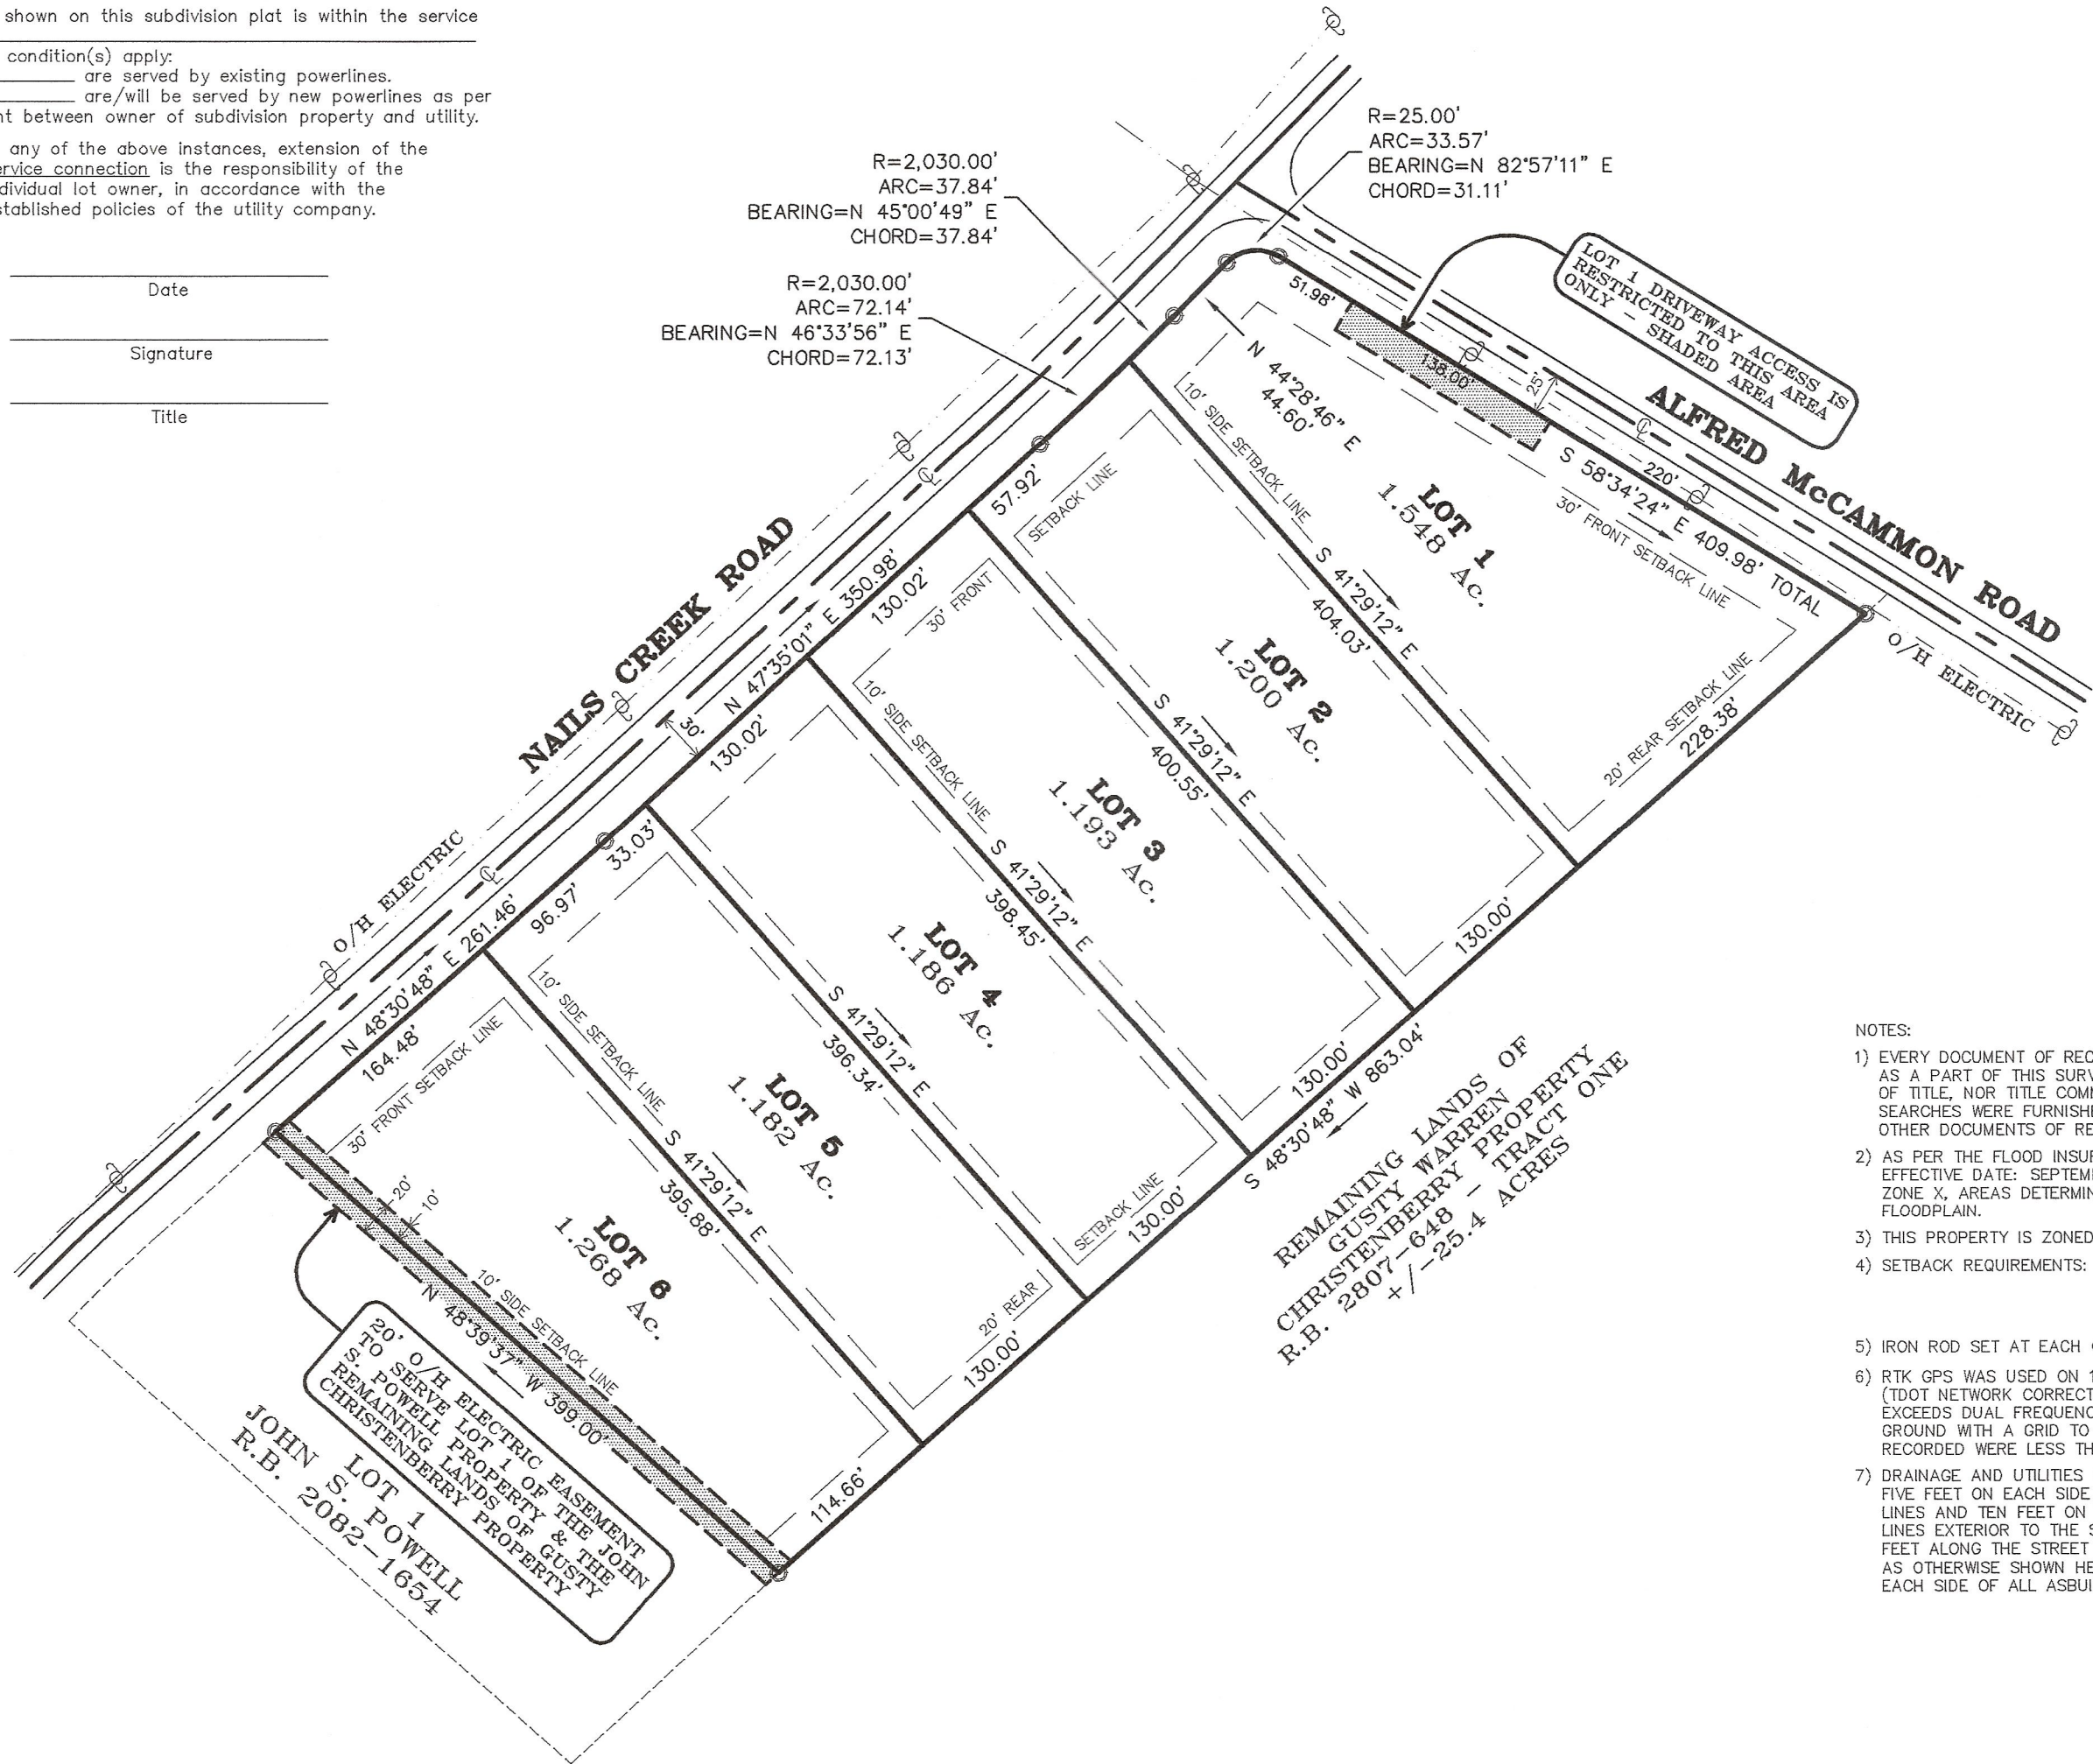 shown on this subdivision plat is within the service
condition(s) apply:
are served by existing powerlines.
are/will be served by new powerlines as per
nt between owner of subdivision property and utility.
any of the above instances, extension of the
ervice connection is the responsibility of the
dividual lot owner, in accordance with the
stablished policies of the utility company.
Date
Signature
Title
R=2,030.00'
ARC=37.84'
BEARING=N 45°00'49" E
CHORD=37.84'
R=2,030.00'
ARC=72.14'
BEARING=N 46°33'56" E
CHORD=72.13'
R=25.00'
ARC=33.57'
BEARING=N 82°57'11" E
CHORD=31.11'
LOT 1 DRIVEWAY ACCESS IS
RESTRICTED TO THIS AREA
ONLY - SHADED AREA
51.98'
138.00'
25'
220'
ALFRED McCAMMON ROAD
S 58°34'24" E 409.98' TOTAL
30' FRONT SETBACK LINE
O/H ELECTRIC
N 44°28'46" E
44.60'
LOT 1
1.548 Ac.
20' REAR SETBACK LINE
228.38'
10' SIDE SETBACK LINE
S 41°29'12" E
404.03'
57.92'
SETBACK LINE
LOT 2
1.200 Ac.
130.00'
S 41°29'12" E
400.55'
NAILS CREEK ROAD
N 47°35'01" E 350.98'
130.02'
30' FRONT
LOT 3
1.193 Ac.
130.00'
10' SIDE SETBACK LINE
S 41°29'12" E
398.45'
30'
130.02'
LOT 4
1.186 Ac.
SETBACK LINE
130.00'
S 48°30'48" W 863.04'
S 41°29'12" E
396.34'
33.03'
96.97'
LOT 5
1.182 Ac.
20' REAR
130.00'
10' SIDE SETBACK LINE
S 41°29'12" E
395.88'
O/H ELECTRIC
N 48°30'48" E 261.46'
164.48'
30' FRONT SETBACK LINE
20'
10'
LOT 6
1.268 Ac.
114.66'
10' SIDE SETBACK LINE
N 48°39'37" W 399.00'
20' O/H ELECTRIC EASEMENT
TO SERVE LOT 1 OF THE JOHN
S. POWELL PROPERTY & THE
REMAINING LANDS OF GUSTY
CHRISTENBERRY PROPERTY
LOT 1
JOHN S. POWELL
R.B. 2082-1654
REMAINING LANDS OF
GUSTY WARREN
CHRISTENBERRY PROPERTY
R.B. 2807-648 - TRACT ONE
+/-25.4 ACRES
NOTES:
1) EVERY DOCUMENT OF REC
AS A PART OF THIS SURV
OF TITLE, NOR TITLE COMM
SEARCHES WERE FURNISHE
OTHER DOCUMENTS OF RE
2) AS PER THE FLOOD INSUR
EFFECTIVE DATE: SEPTEM
ZONE X, AREAS DETERMIN
FLOODPLAIN.
3) THIS PROPERTY IS ZONED
4) SETBACK REQUIREMENTS:
5) IRON ROD SET AT EACH
6) RTK GPS WAS USED ON 1
(TDOT NETWORK CORRECT
EXCEEDS DUAL FREQUENC
GROUND WITH A GRID TO
RECORDED WERE LESS TH
7) DRAINAGE AND UTILITIES
FIVE FEET ON EACH SIDE
LINES AND TEN FEET ON
LINES EXTERIOR TO THE S
FEET ALONG THE STREET
AS OTHERWISE SHOWN HE
EACH SIDE OF ALL ASBUI